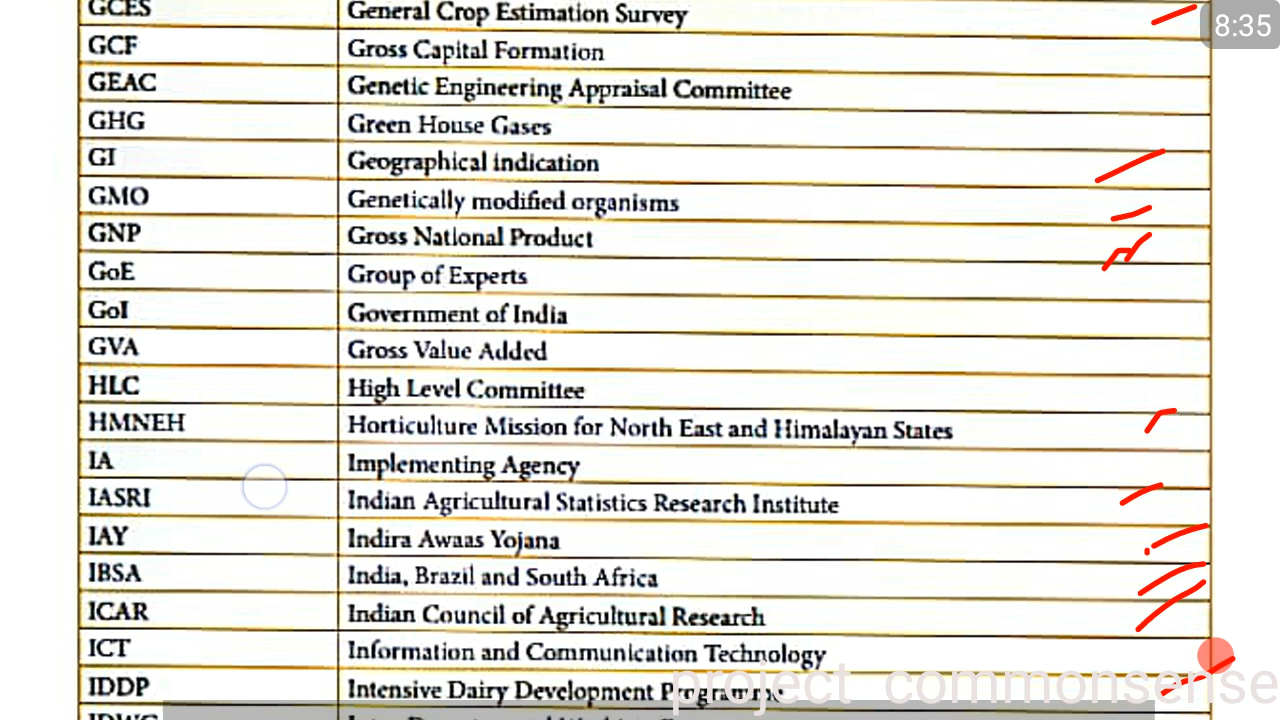 GCES General Crop Estimation Survey
8:35
GCF Gross Capital Formation
GEAC Genetic Engineering Appraisal Committee
GHG Green House Gases
GI Geographical indication
GMO Genetically modified organisms
GNP Gross National Product
GoE Group of Experts
GoI Government of India
GVA Gross Value Added
HLC High Level Committee
HMNEH Horticulture Mission for North East and Himalayan States
IA Implementing Agency
IASRI Indian Agricultural Statistics Research Institute
IAY Indira Awaas Yojana
IBSA India, Brazil and South Africa
ICAR Indian Council of Agricultural Research
ICT Information and Communication Technology
IDDP Intensive Dairy Development Programme
project_commonsense